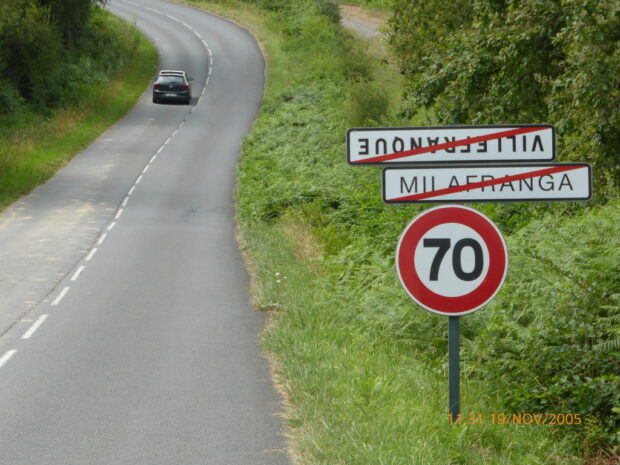 VILLEFRANQUE
MILAFRANGA
70
11:31 19/NOV/2005